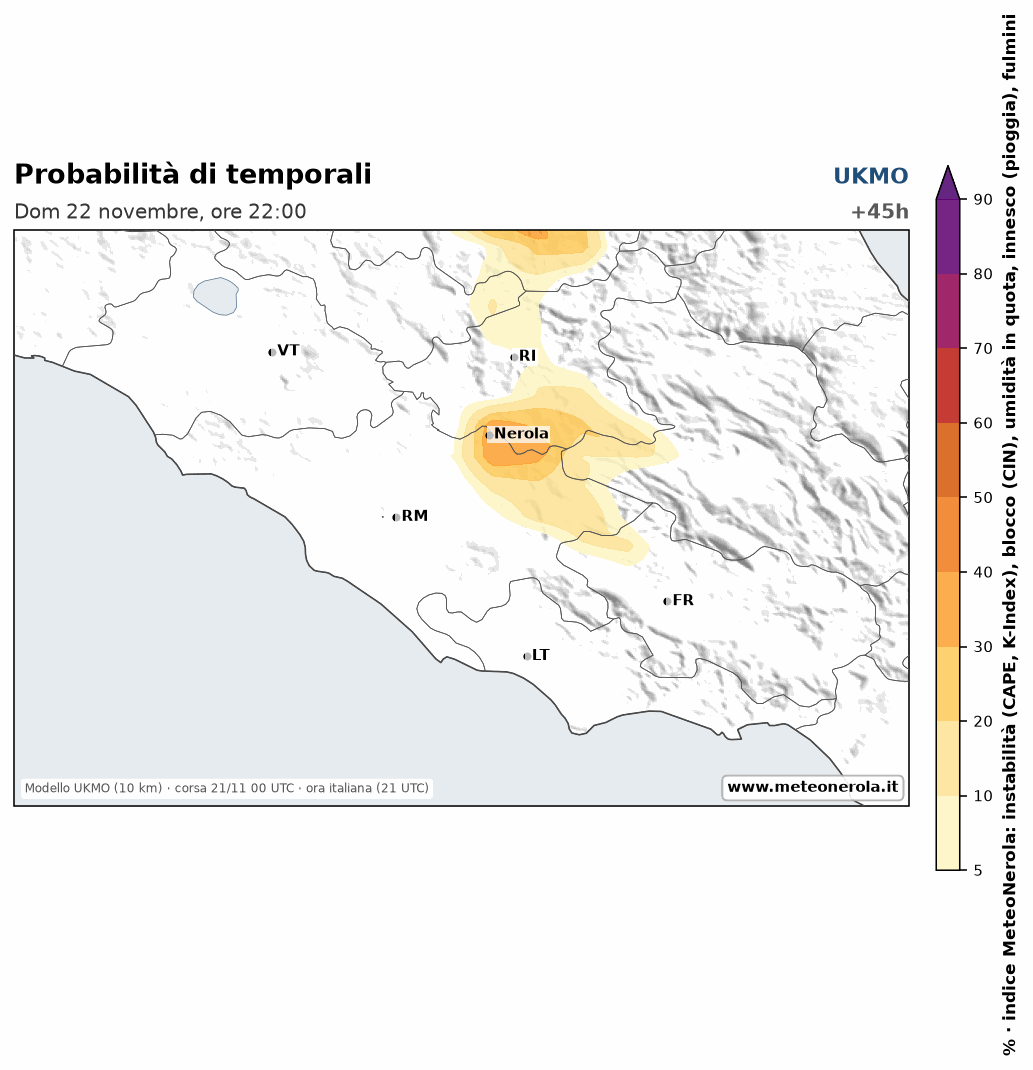 Probabilità di temporali
UKMO
Dom 22 novembre, ore 22:00
+45h
VT
RI
Nerola
RM
FR
LT
Modello UKMO (10 km) · corsa 21/11 00 UTC · ora italiana (21 UTC)
www.meteonerola.it
90
80
70
60
50
40
30
20
10
5
% · indice MeteoNerola: instabilità (CAPE, K-Index), blocco (CIN), umidità in quota, innesco (pioggia), fulmini